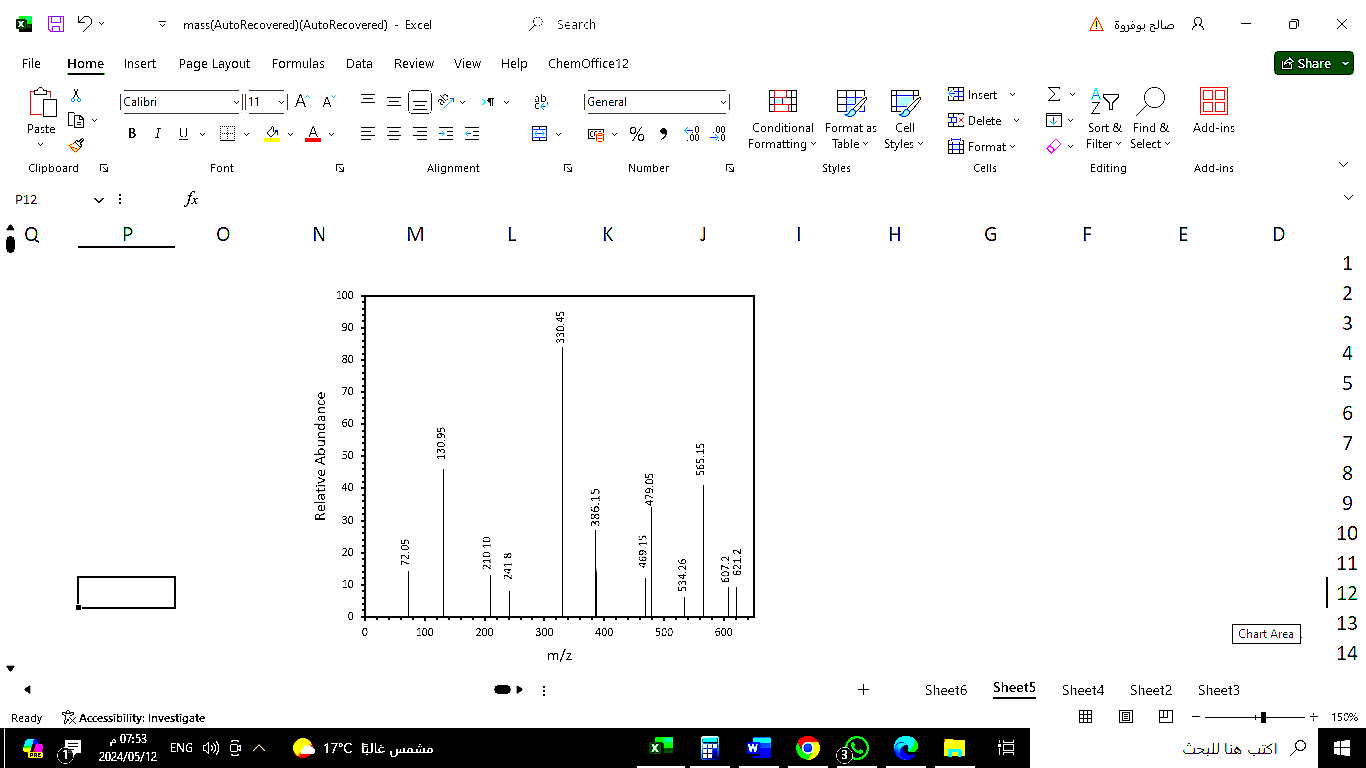 mass(AutoRecovered)(AutoRecovered) - Excel
Search
صالح بوفروة
File Home Insert Page Layout Formulas Data Review View Help ChemOffice12
Share
Paste
Calibri 11
B I U
General
Conditional Formatting
Format as Table
Cell Styles
Insert
Delete
Format
Sort & Filter
Find & Select
Add-ins
Clipboard Font Alignment Number Styles Cells Editing Add-ins
P12 fx
Q P O N M L K J I H G F E D
1
2
3
4
5
6
7
8
9
10
11
12
13
14
100
90
80
70
60
50
40
30
20
10
0
Relative Abundance
72.05
130.95
210.10
241.8
330.45
386.15
469.15
479.05
534.26
565.15
607.2
621.2
0 100 200 300 400 500 600
m/z
Chart Area
Sheet6 Sheet5 Sheet4 Sheet2 Sheet3
Ready Accessibility: Investigate 150%
07:53 م
2024/05/12
ENG
17°C مشمس غالبًا
3
1
PRE
اكتب هنا للبحث